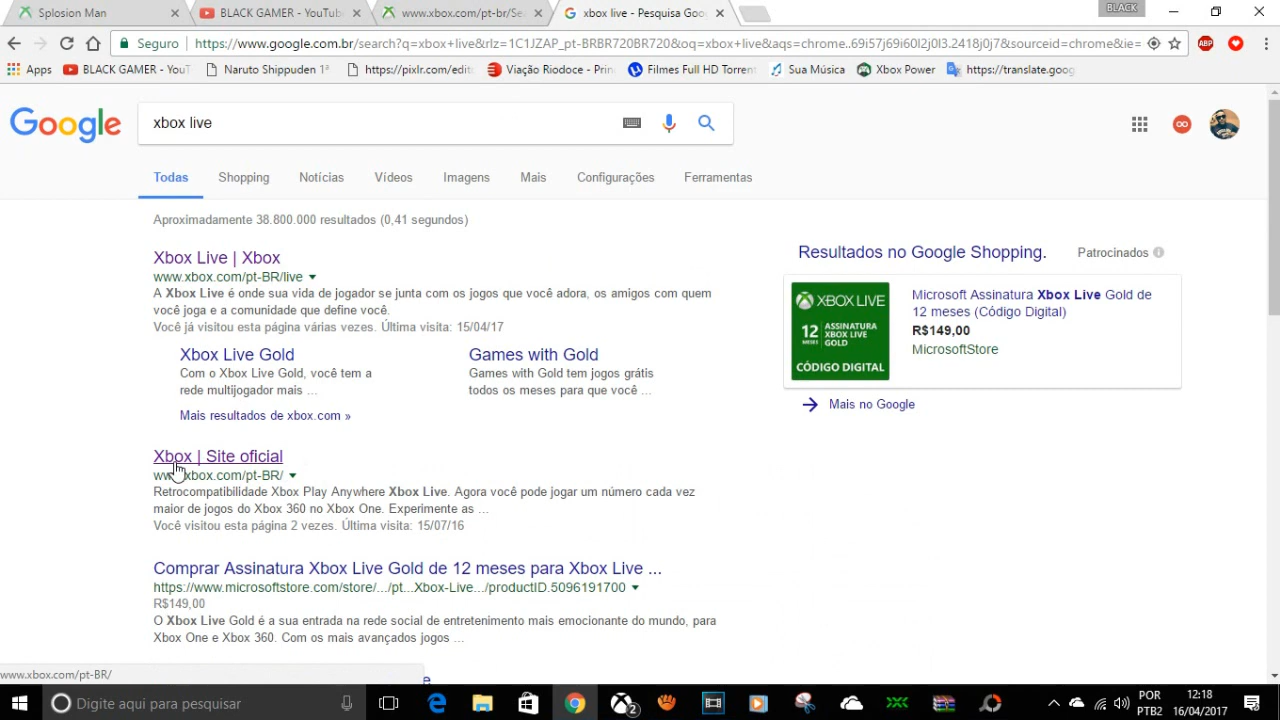 Splosion Man
BLACK GAMER - YouTube
www.xbox.com/pt-br/Se
xbox live - Pesquisa Goo
BLACK
Seguro
https://www.google.com.br/search?q=xbox+live&rlz=1C1JZAP_pt-BRBR720BR720&oq=xbox+live&aqs=chrome..69i57j69i60l2j0l3.2418j0j7&sourceid=chrome&ie=
ABP
Apps
BLACK GAMER - YouT
Naruto Shippuden 1ª
https://pixlr.com/edit
Viação Riodoce - Prin
Filmes Full HD Torrent
Sua Música
Xbox Power
https://translate.goog
Google
xbox live
Todas
Shopping
Notícias
Vídeos
Imagens
Mais
Configurações
Ferramentas
Aproximadamente 38.800.000 resultados (0,41 segundos)
Xbox Live | Xbox
www.xbox.com/pt-BR/live
A Xbox Live é onde sua vida de jogador se junta com os jogos que você adora, os amigos com quem
você joga e a comunidade que define você.
Você já visitou esta página várias vezes. Última visita: 15/04/17
Xbox Live Gold
Com o Xbox Live Gold, você tem a
rede multijogador mais ...
Games with Gold
Games with Gold tem jogos grátis
todos os meses para que você ...
Mais resultados de xbox.com »
Xbox | Site oficial
www.xbox.com/pt-BR/
Retrocompatibilidade Xbox Play Anywhere Xbox Live. Agora você pode jogar um número cada vez
maior de jogos do Xbox 360 no Xbox One. Experimente as ...
Você visitou esta página 2 vezes. Última visita: 15/07/16
Comprar Assinatura Xbox Live Gold de 12 meses para Xbox Live ...
https://www.microsoftstore.com/store/.../pt...Xbox-Live.../productID.5096191700
R$149,00
O Xbox Live Gold é a sua entrada na rede social de entretenimento mais emocionante do mundo, para
Xbox One e Xbox 360. Com os mais avançados jogos ...
Resultados no Google Shopping.
Patrocinados
XBOX LIVE
12 MESES
ASSINATURA
XBOX LIVE
GOLD
CÓDIGO DIGITAL
Microsoft Assinatura Xbox Live Gold de
12 meses (Código Digital)
R$149,00
MicrosoftStore
Mais no Google
www.xbox.com/pt-BR/
Digite aqui para pesquisar
2
POR
PTB2
12:18
16/04/2017